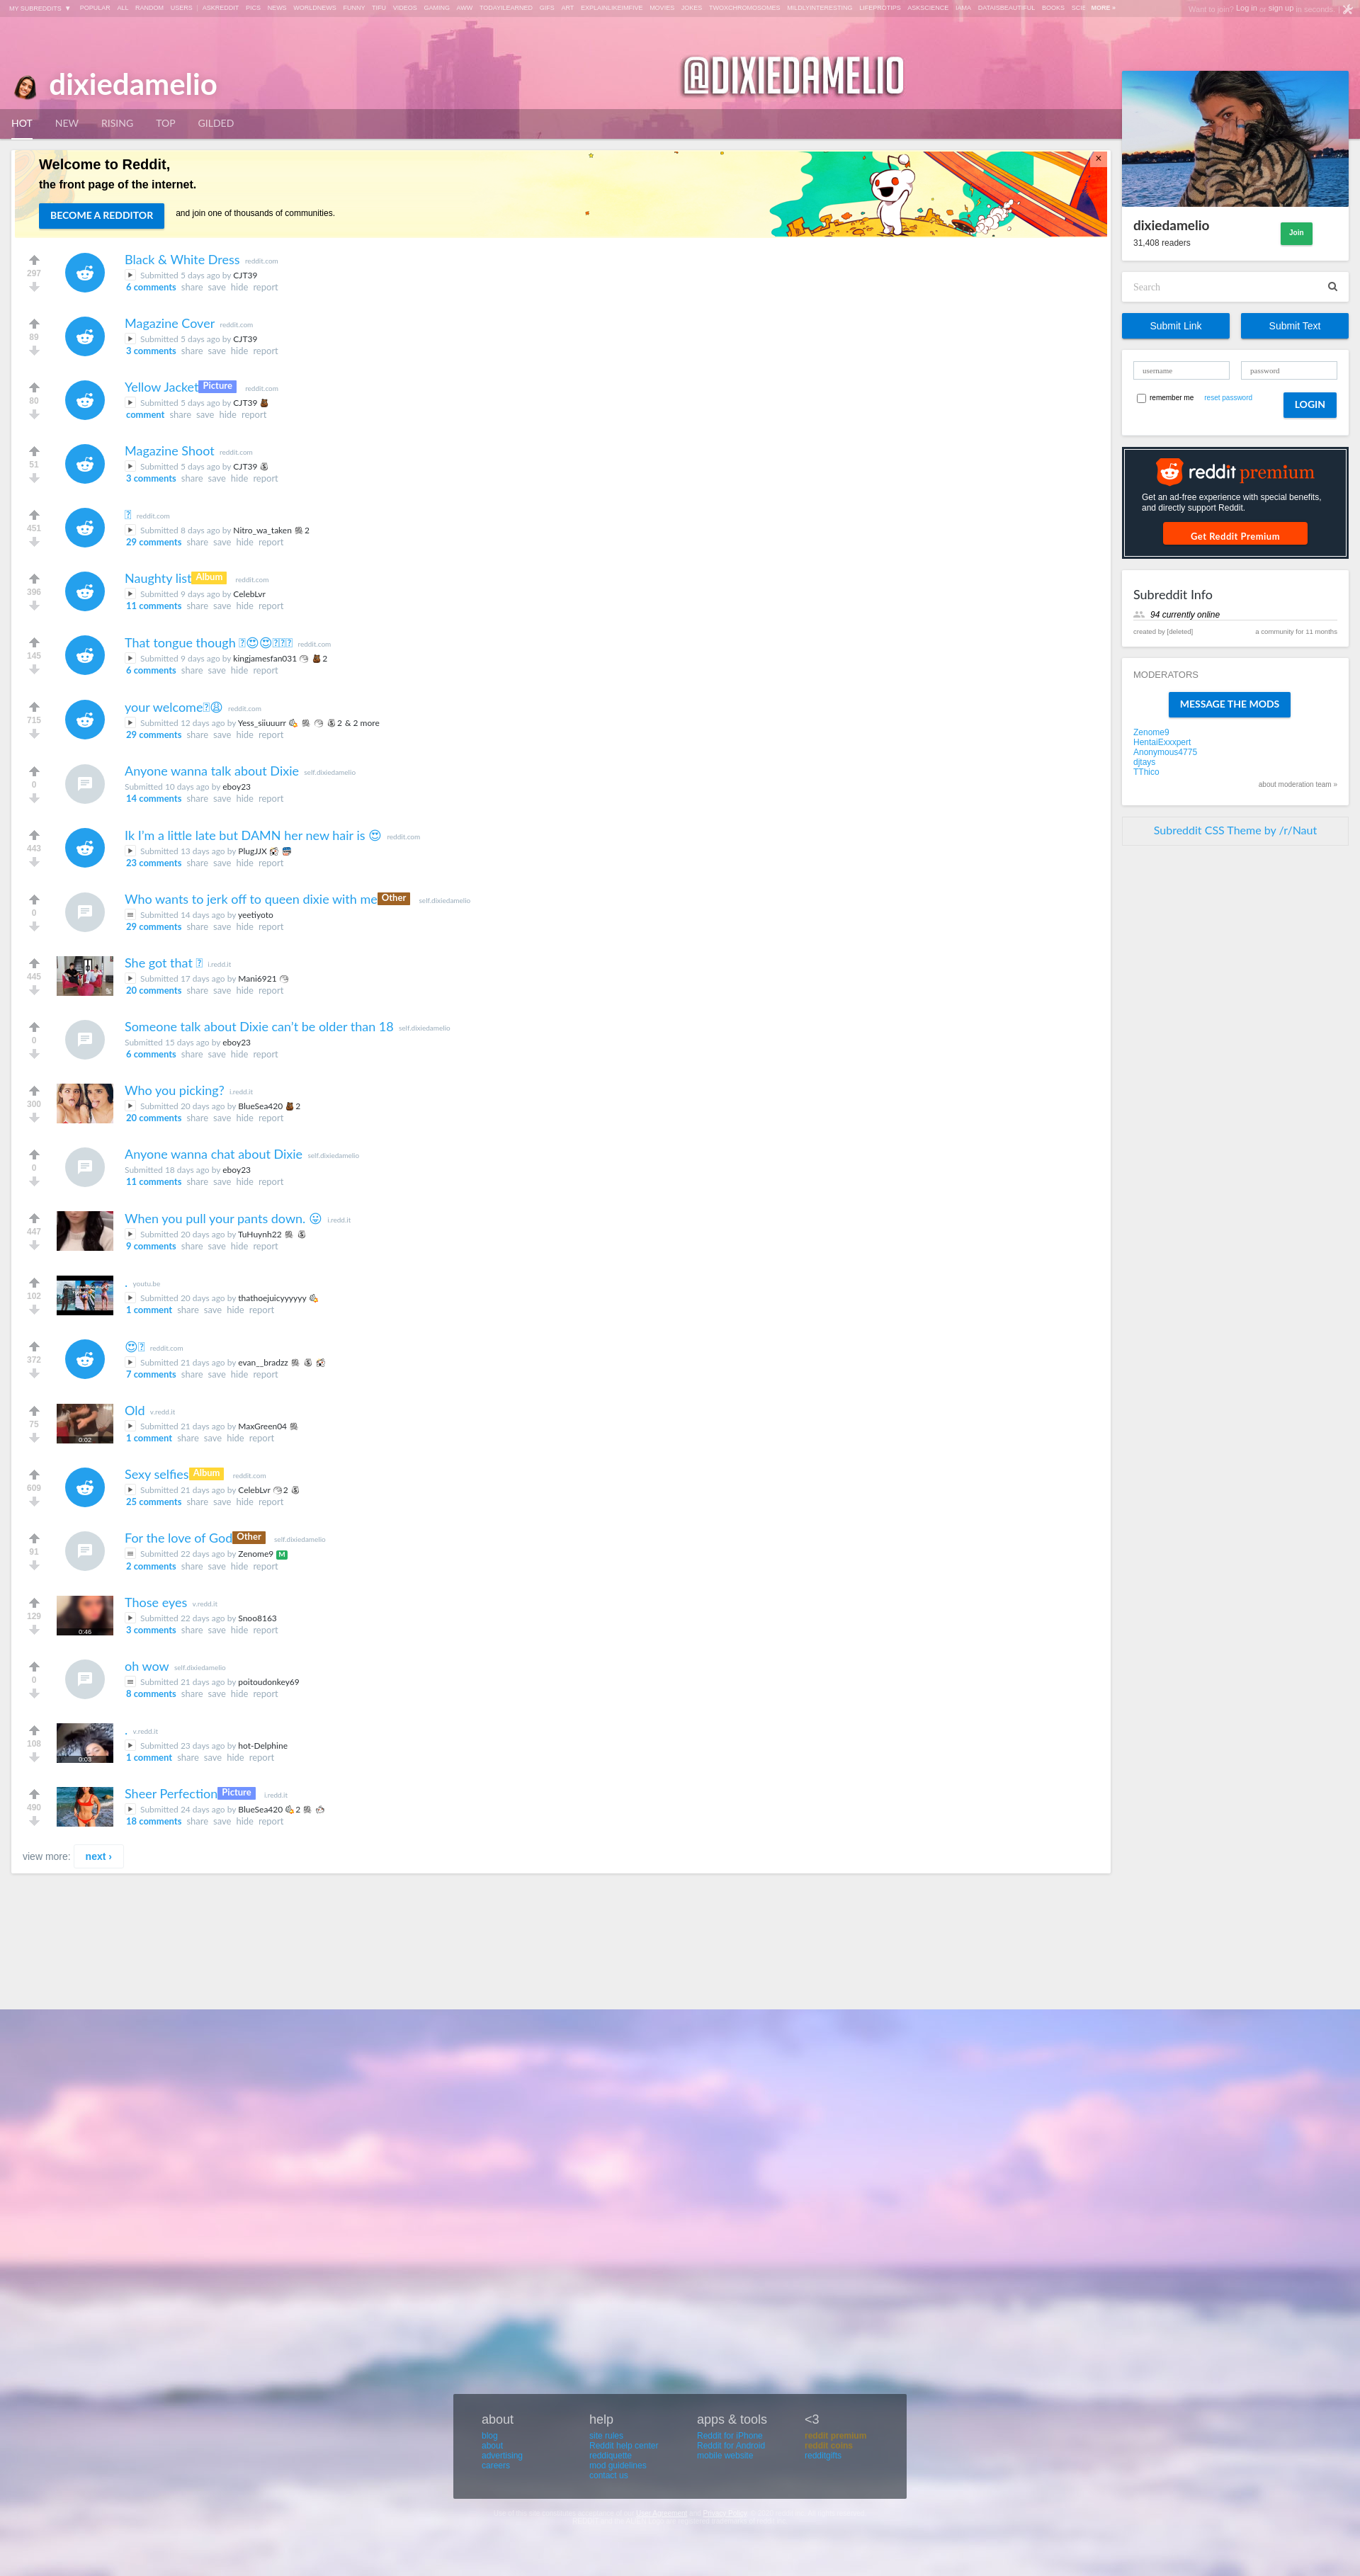 MY SUBREDDITS ▼ POPULAR ALL RANDOM USERS | ASKREDDIT PICS NEWS WORLDNEWS FUNNY TIFU VIDEOS GAMING AWW TODAYILEARNED GIFS ART EXPLAINLIKEIMFIVE MOVIES JOKES TWOXCHROMOSOMES MILDLYINTERESTING LIFEPROTIPS ASKSCIENCE IAMA DATAISBEAUTIFUL BOOKS SCIE MORE »
Want to join? Log in or sign up in seconds.
@DIXIEDAMELIO
dixiedamelio
HOT NEW RISING TOP GILDED
Welcome to Reddit,
the front page of the internet.
BECOME A REDDITOR and join one of thousands of communities.
×
Black & White Dress reddit.com
297
Submitted 5 days ago by CJT39
6 comments share save hide report
Magazine Cover reddit.com
89
Submitted 5 days ago by CJT39
3 comments share save hide report
Yellow Jacket Picture reddit.com
80
Submitted 5 days ago by CJT39
comment share save hide report
Magazine Shoot reddit.com
51
Submitted 5 days ago by CJT39
3 comments share save hide report
reddit.com
451
Submitted 8 days ago by Nitro_wa_taken 2
29 comments share save hide report
Naughty list Album reddit.com
396
Submitted 9 days ago by CelebLvr
11 comments share save hide report
That tongue though 😍😍 reddit.com
145
Submitted 9 days ago by kingjamesfan031 2
6 comments share save hide report
your welcome😩 reddit.com
715
Submitted 12 days ago by Yess_siiuuurr 2 & 2 more
29 comments share save hide report
Anyone wanna talk about Dixie self.dixiedamelio
0
Submitted 10 days ago by eboy23
14 comments share save hide report
Ik I'm a little late but DAMN her new hair is 😍 reddit.com
443
Submitted 13 days ago by PlugJJX
23 comments share save hide report
Who wants to jerk off to queen dixie with me Other self.dixiedamelio
0
Submitted 14 days ago by yeetiyoto
29 comments share save hide report
She got that i.redd.it
445
Submitted 17 days ago by Mani6921
20 comments share save hide report
Someone talk about Dixie can't be older than 18 self.dixiedamelio
0
Submitted 15 days ago by eboy23
6 comments share save hide report
Who you picking? i.redd.it
300
Submitted 20 days ago by BlueSea420 2
20 comments share save hide report
Anyone wanna chat about Dixie self.dixiedamelio
0
Submitted 18 days ago by eboy23
11 comments share save hide report
When you pull your pants down. 😜 i.redd.it
447
Submitted 20 days ago by TuHuynh22
9 comments share save hide report
. youtu.be
102
Submitted 20 days ago by thathoejuicyyyyyy
1 comment share save hide report
😍 reddit.com
372
Submitted 21 days ago by evan__bradzz
7 comments share save hide report
Old v.redd.it
75
0:02
Submitted 21 days ago by MaxGreen04
1 comment share save hide report
Sexy selfies Album reddit.com
609
Submitted 21 days ago by CelebLvr 2
25 comments share save hide report
For the love of God Other self.dixiedamelio
91
Submitted 22 days ago by Zenome9 M
2 comments share save hide report
Those eyes v.redd.it
129
0:46
Submitted 22 days ago by Snoo8163
3 comments share save hide report
oh wow self.dixiedamelio
0
Submitted 21 days ago by poitoudonkey69
8 comments share save hide report
. v.redd.it
108
0:03
Submitted 23 days ago by hot-Delphine
1 comment share save hide report
Sheer Perfection Picture i.redd.it
490
Submitted 24 days ago by BlueSea420 2
18 comments share save hide report
view more: next ›
dixiedamelio
Join
31,408 readers
Search
Submit Link Submit Text
username password
remember me reset password LOGIN
reddit premium
Get an ad-free experience with special benefits,
and directly support Reddit.
Get Reddit Premium
Subreddit Info
94 currently online
created by [deleted] a community for 11 months
MODERATORS
MESSAGE THE MODS
Zenome9
HentaiExxxpert
Anonymous4775
djtays
TThico
about moderation team »
Subreddit CSS Theme by /r/Naut
about help apps & tools <3
blog site rules Reddit for iPhone reddit premium
about Reddit help center Reddit for Android reddit coins
advertising reddiquette mobile website redditgifts
careers mod guidelines
contact us